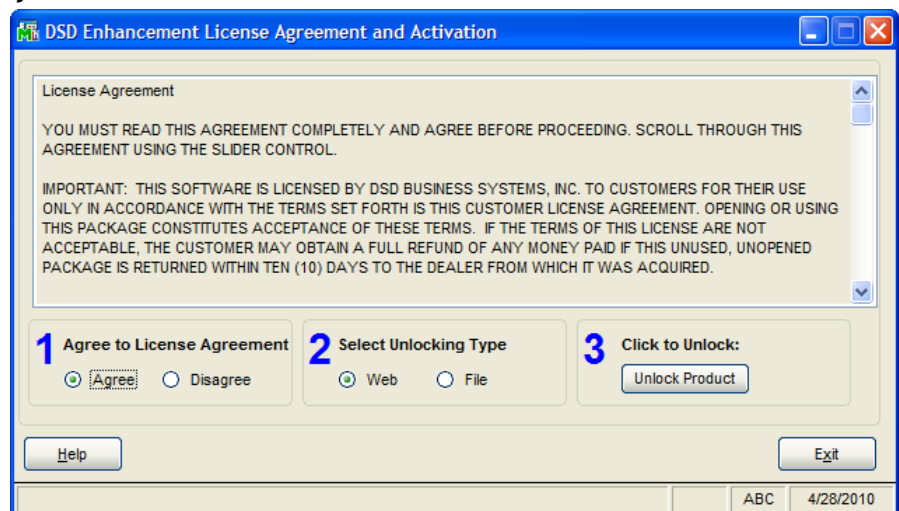 DSD Enhancement License Agreement and Activation
License Agreement
YOU MUST READ THIS AGREEMENT COMPLETELY AND AGREE BEFORE PROCEEDING. SCROLL THROUGH THIS
AGREEMENT USING THE SLIDER CONTROL.
IMPORTANT: THIS SOFTWARE IS LICENSED BY DSD BUSINESS SYSTEMS, INC. TO CUSTOMERS FOR THEIR USE
ONLY IN ACCORDANCE WITH THE TERMS SET FORTH IS THIS CUSTOMER LICENSE AGREEMENT. OPENING OR USING
THIS PACKAGE CONSTITUTES ACCEPTANCE OF THESE TERMS. IF THE TERMS OF THIS LICENSE ARE NOT
ACCEPTABLE, THE CUSTOMER MAY OBTAIN A FULL REFUND OF ANY MONEY PAID IF THIS UNUSED, UNOPENED
PACKAGE IS RETURNED WITHIN TEN (10) DAYS TO THE DEALER FROM WHICH IT WAS ACQUIRED.
1 Agree to License Agreement
Agree Disagree
2 Select Unlocking Type
Web File
3 Click to Unlock:
Unlock Product
Help Exit
ABC 4/28/2010